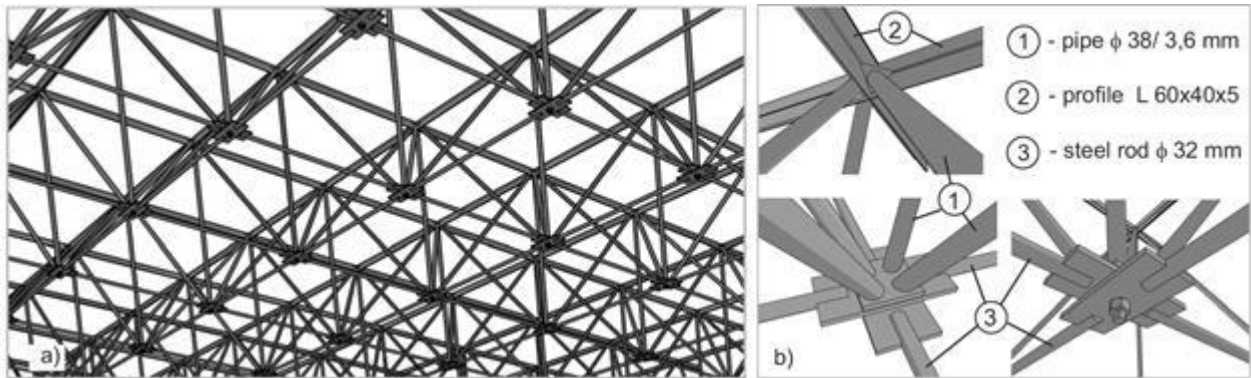 a)
2
1 - pipe ϕ 38/ 3,6 mm
2 - profile L 60x40x5
3 - steel rod ϕ 32 mm
1
3
b)